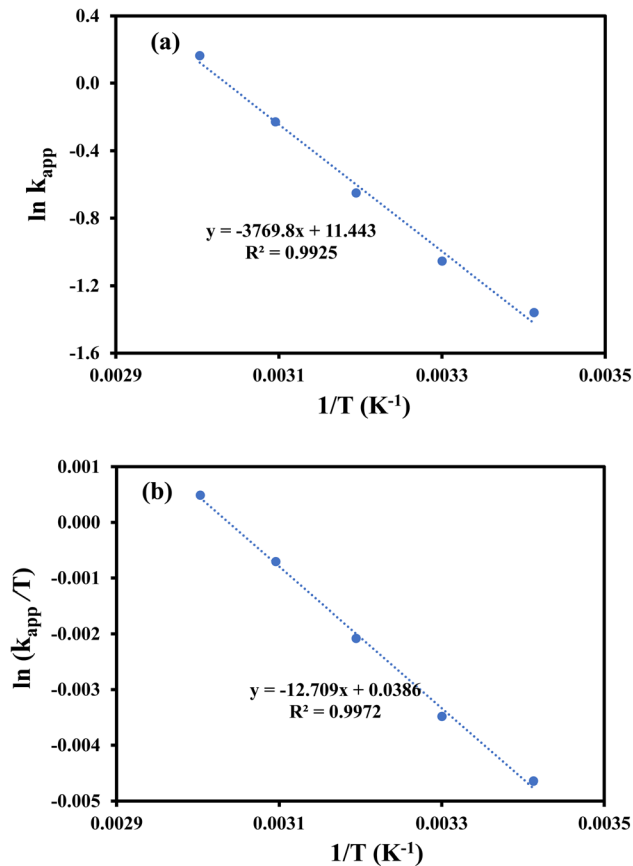 (a)
0.4
0.0
-0.4
-0.8
-1.2
-1.6
ln k_app
y = -3769.8x + 11.443
R² = 0.9925
0.0029 0.0031 0.0033 0.0035
1/T (K⁻¹)
(b)
0.001
0.000
-0.001
-0.002
-0.003
-0.004
-0.005
ln (k_app /T)
y = -12.709x + 0.0386
R² = 0.9972
0.0029 0.0031 0.0033 0.0035
1/T (K⁻¹)